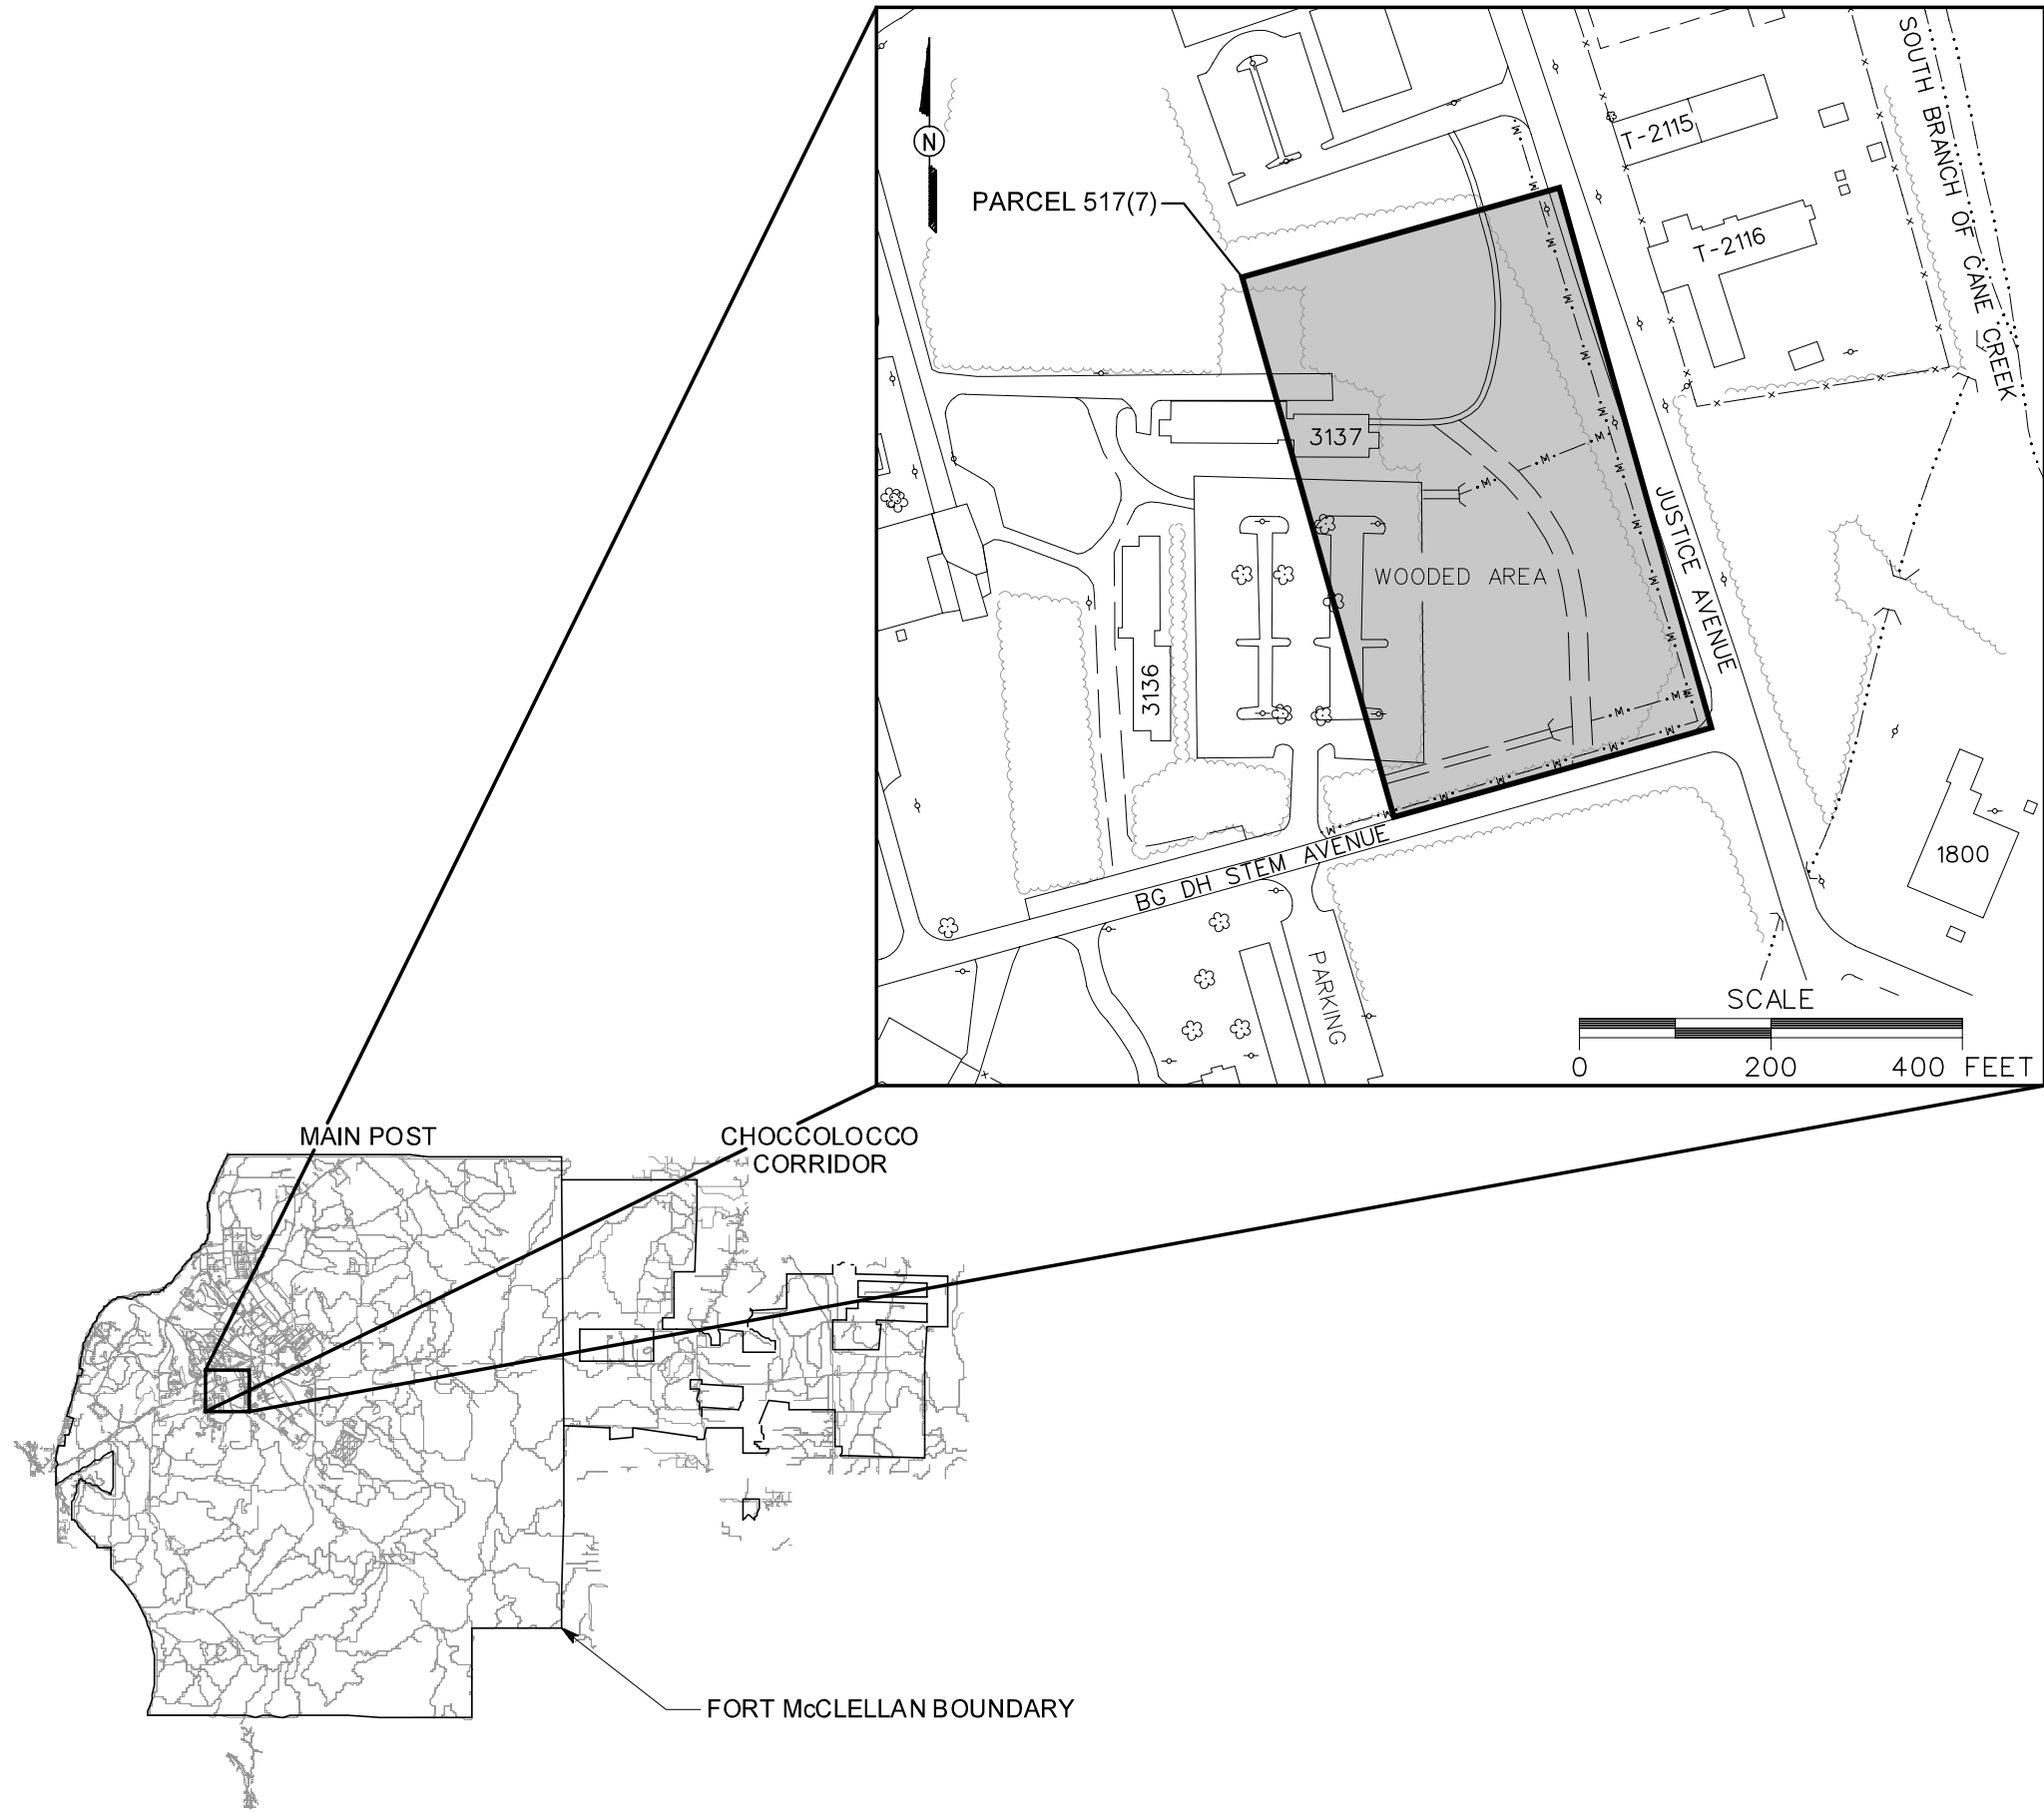 SOUTH BRANCH OF CANE CREEK
N
T-2115
PARCEL 517(7)
T-2116
3137
JUSTICE AVENUE
WOODED AREA
3136
BG DH STEM AVENUE
1800
PARKING
SCALE
0 200 400 FEET
M M M M M M M M M M M M M M M M M M M M M M M
MAIN POST
CHOCCOLOCCO
CORRIDOR
FORT McCLELLAN BOUNDARY